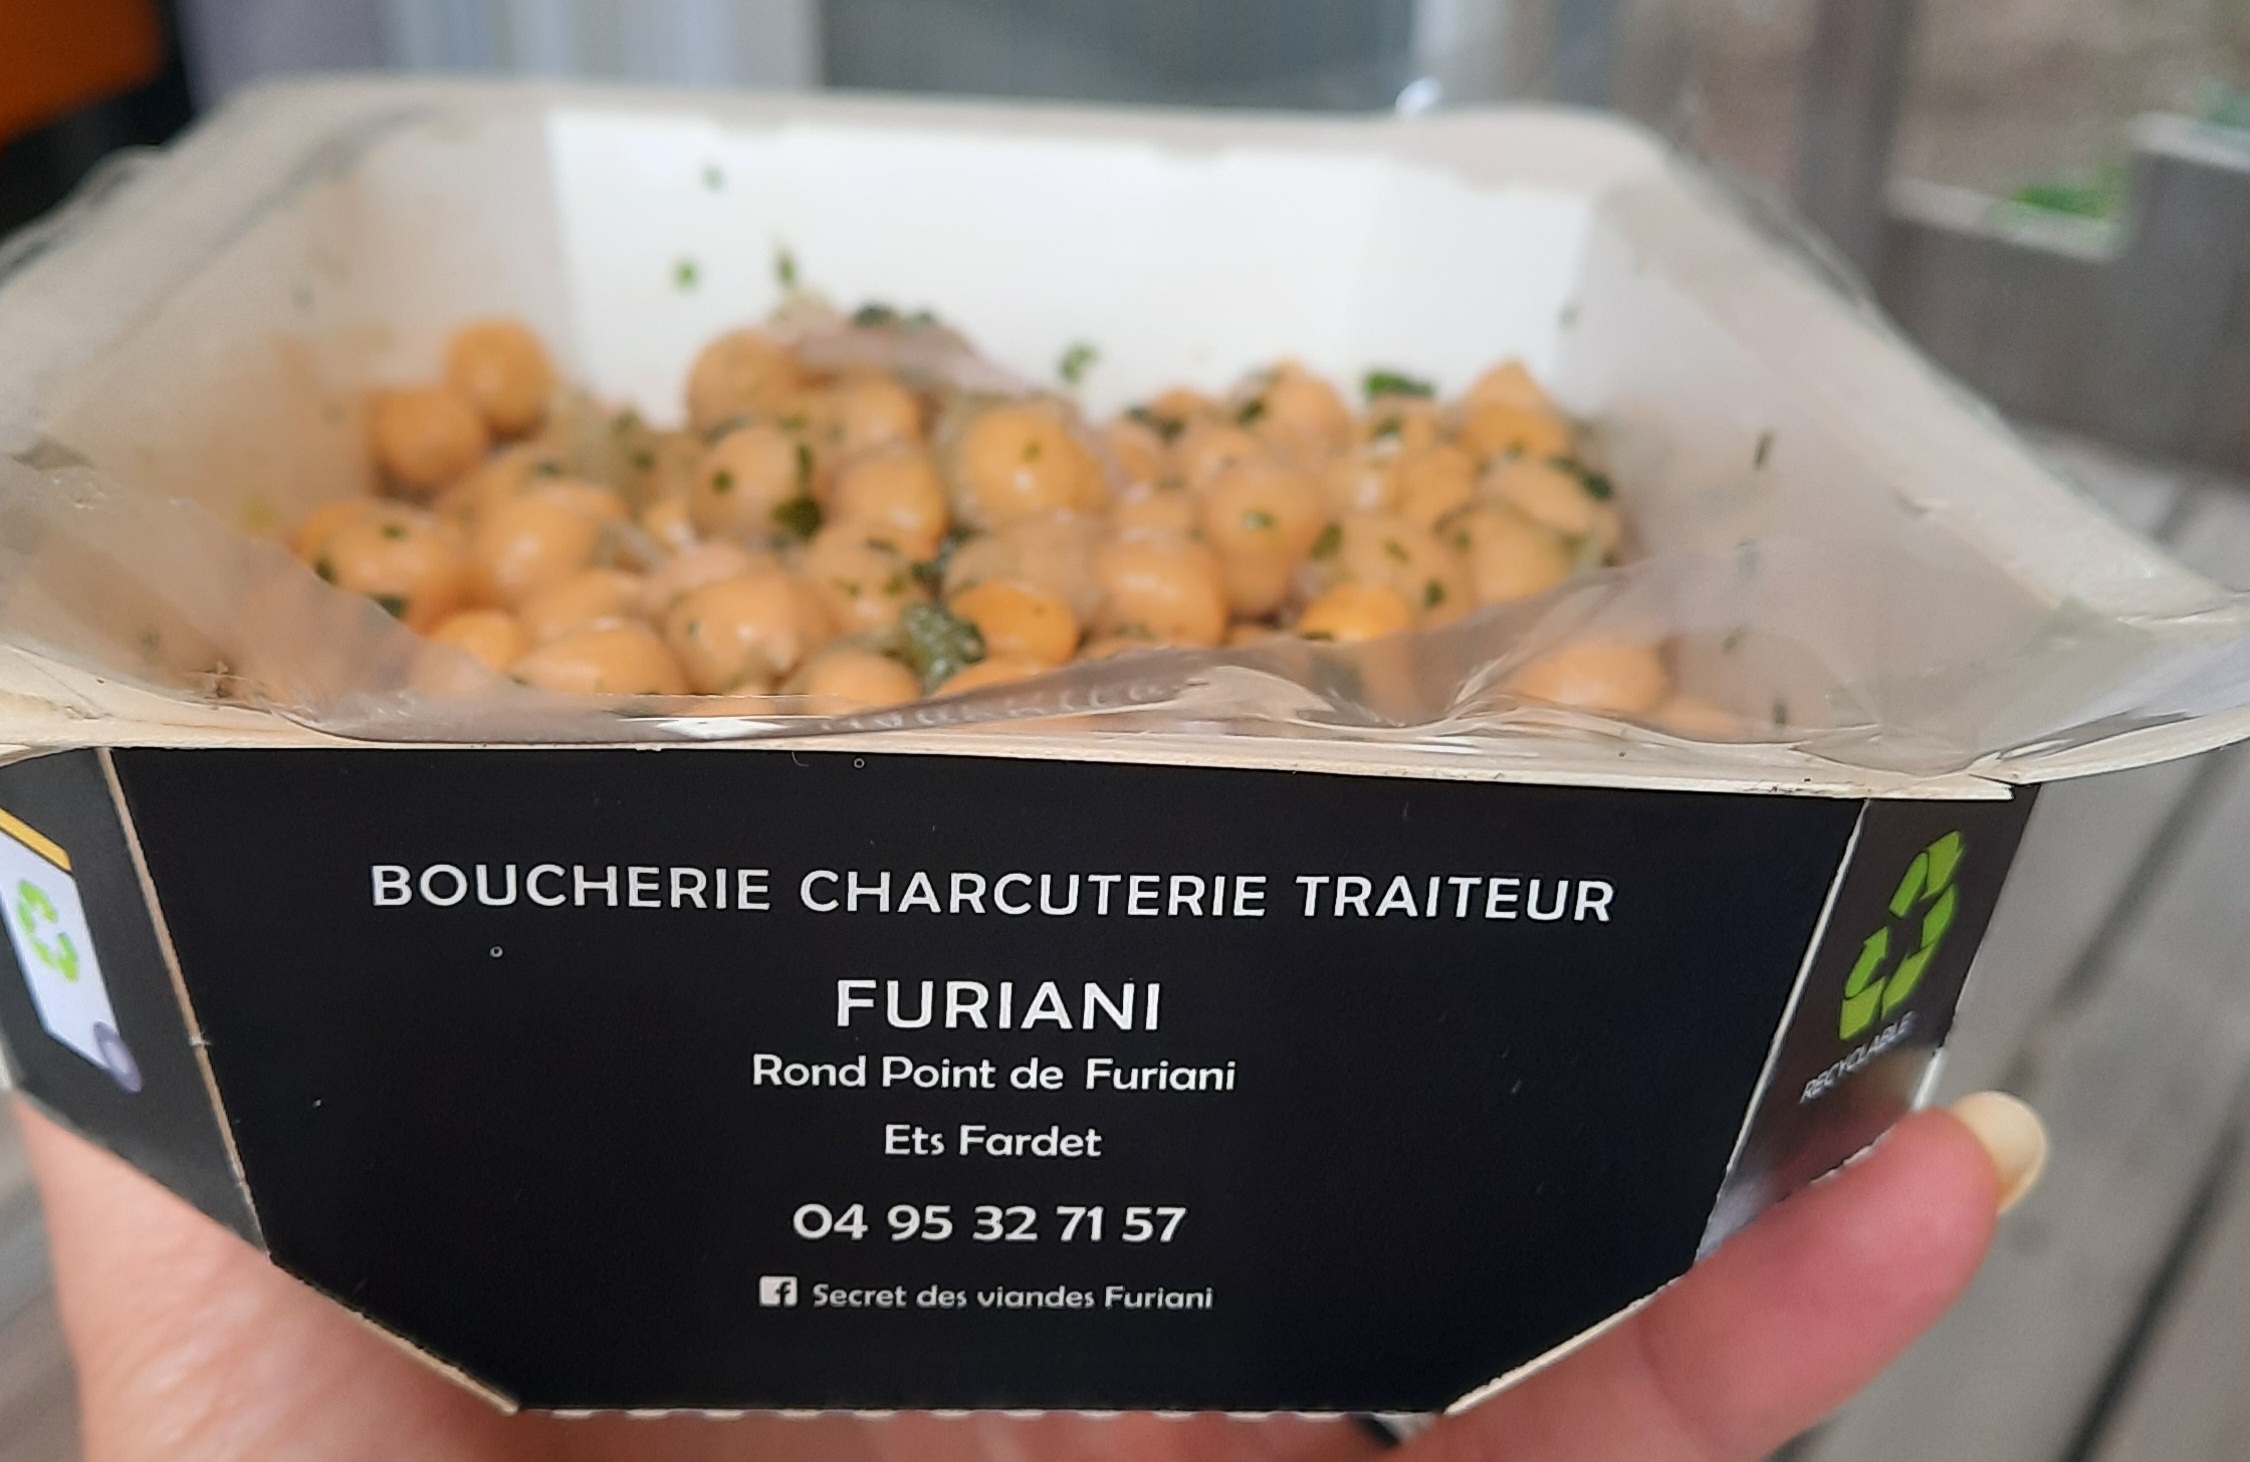 BOUCHERIE CHARCUTERIE TRAITEUR
FURIANI
Rond Point de Furiani
Ets Fardet
04 95 32 71 57
Secret des viandes Furiani
RECYCLABLE